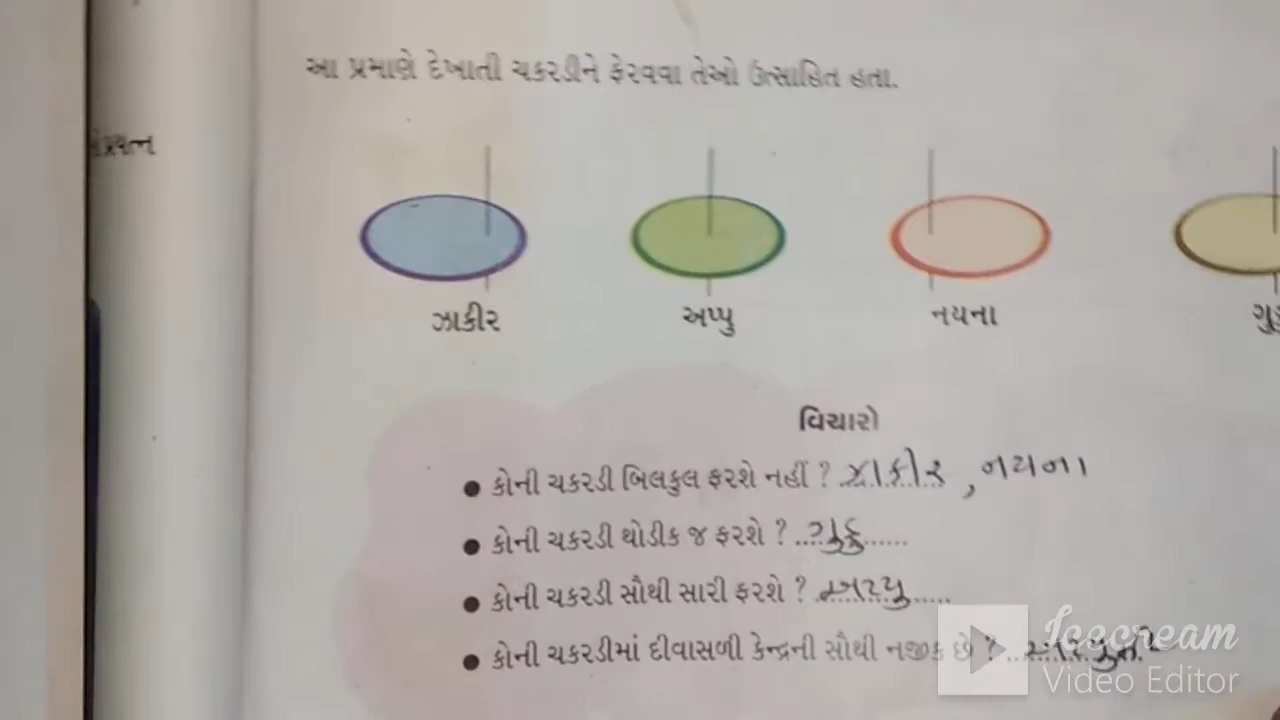 આ પ્રમાણે દેખાતી ચકરડીને ફેરવવા તેઓ ઉત્સાહિત હતા.
ઝાકીર અપ્પુ નયના
વિચારો
● કોની ચકરડી બિલકુલ ફરશે નહીં ? ઝાકીર , નયના
● કોની ચકરડી થોડીક જ ફરશે ? ...ગુડ્ડુ......
● કોની ચકરડી સૌથી સારી ફરશે ? અપ્પુ.....
● કોની ચકરડીમાં દીવાસળી કેન્દ્રની સૌથી નજીક છે ?
Icecream
Video Editor